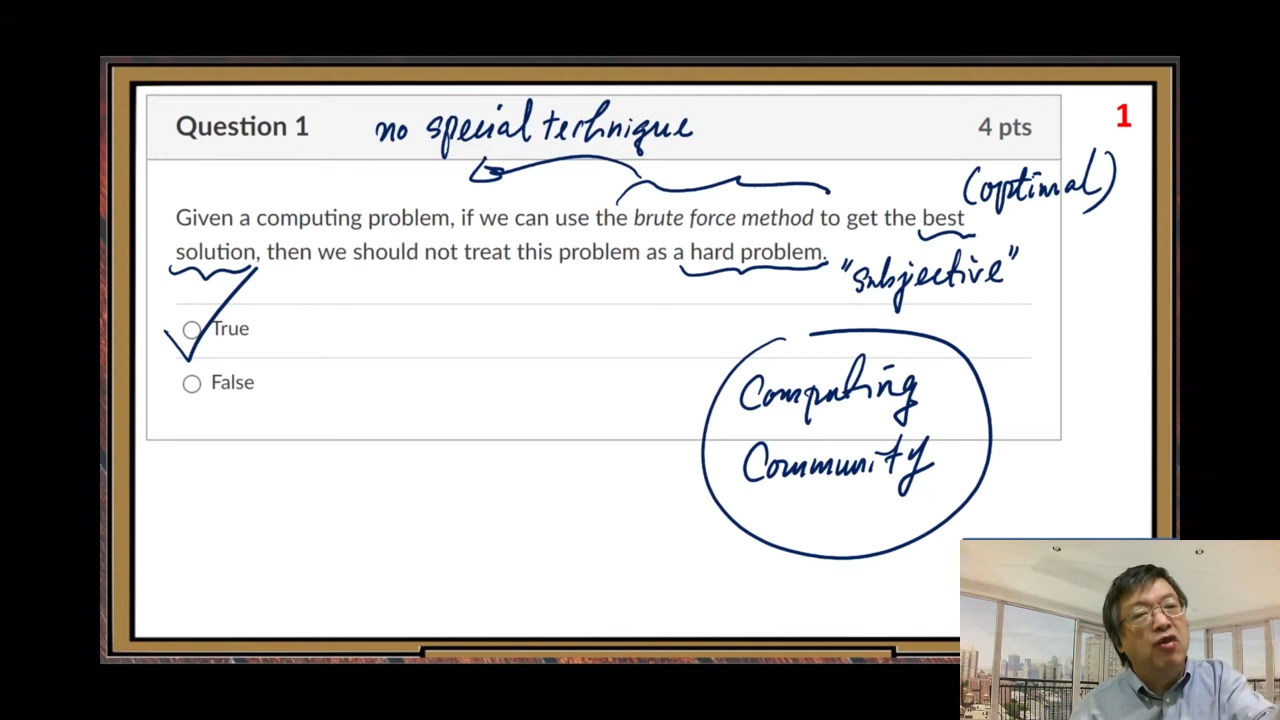 Question 1
no special technique
4 pts
1
(optimal)
Given a computing problem, if we can use the brute force method to get the best
solution, then we should not treat this problem as a hard problem.
"subjective"
True
False
Computing
Community